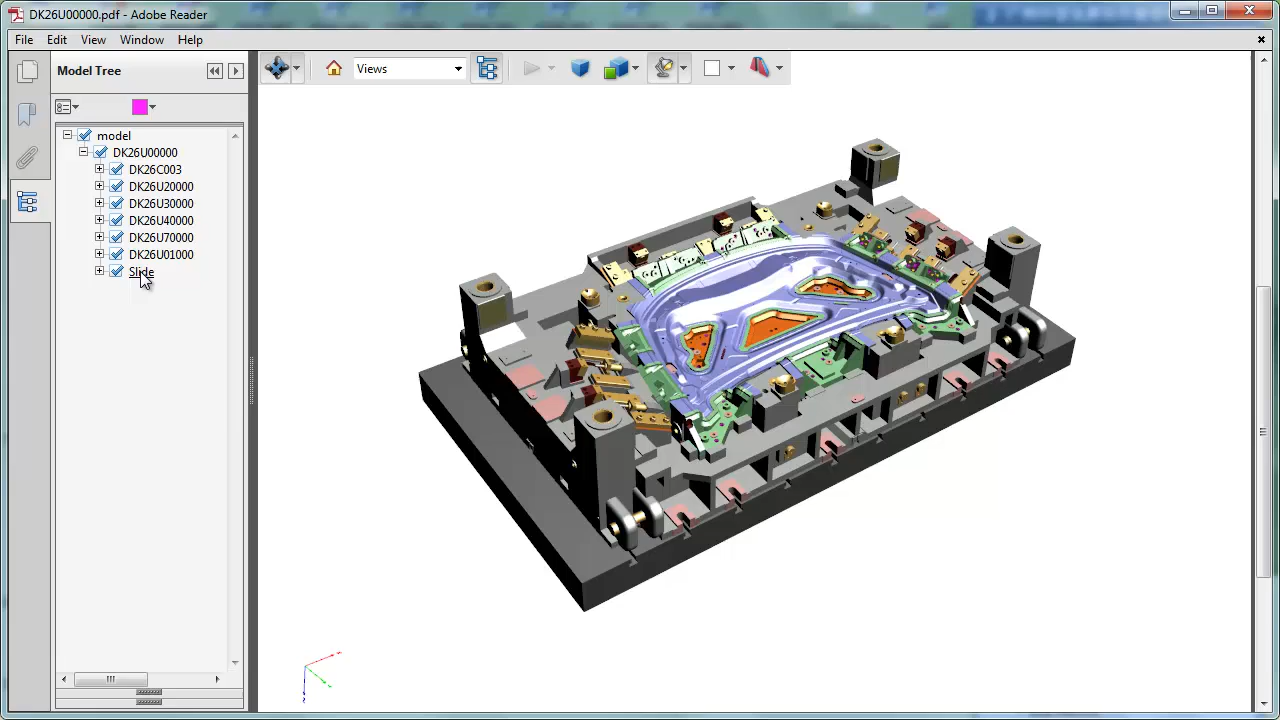 DK26U00000.pdf - Adobe Reader
File Edit View Window Help
Model Tree
Views
model
DK26U00000
DK26C003
DK26U20000
DK26U30000
DK26U40000
DK26U70000
DK26U01000
Slide